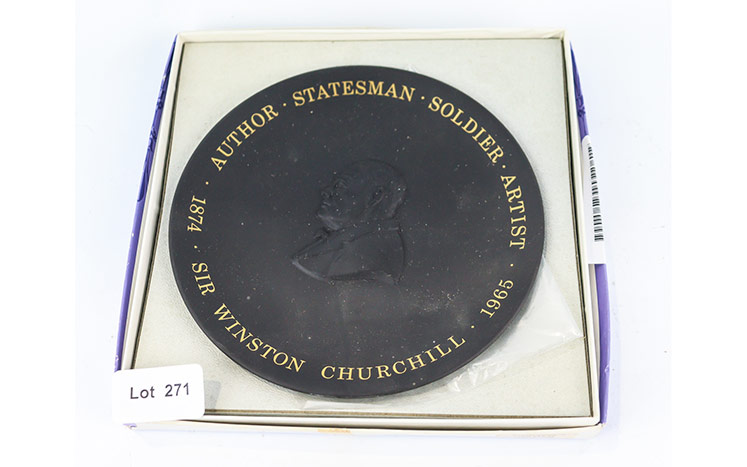 AUTHOR · STATESMAN · SOLDIER · ARTIST ·
1874 · SIR WINSTON CHURCHILL · 1965 ·
Lot 271